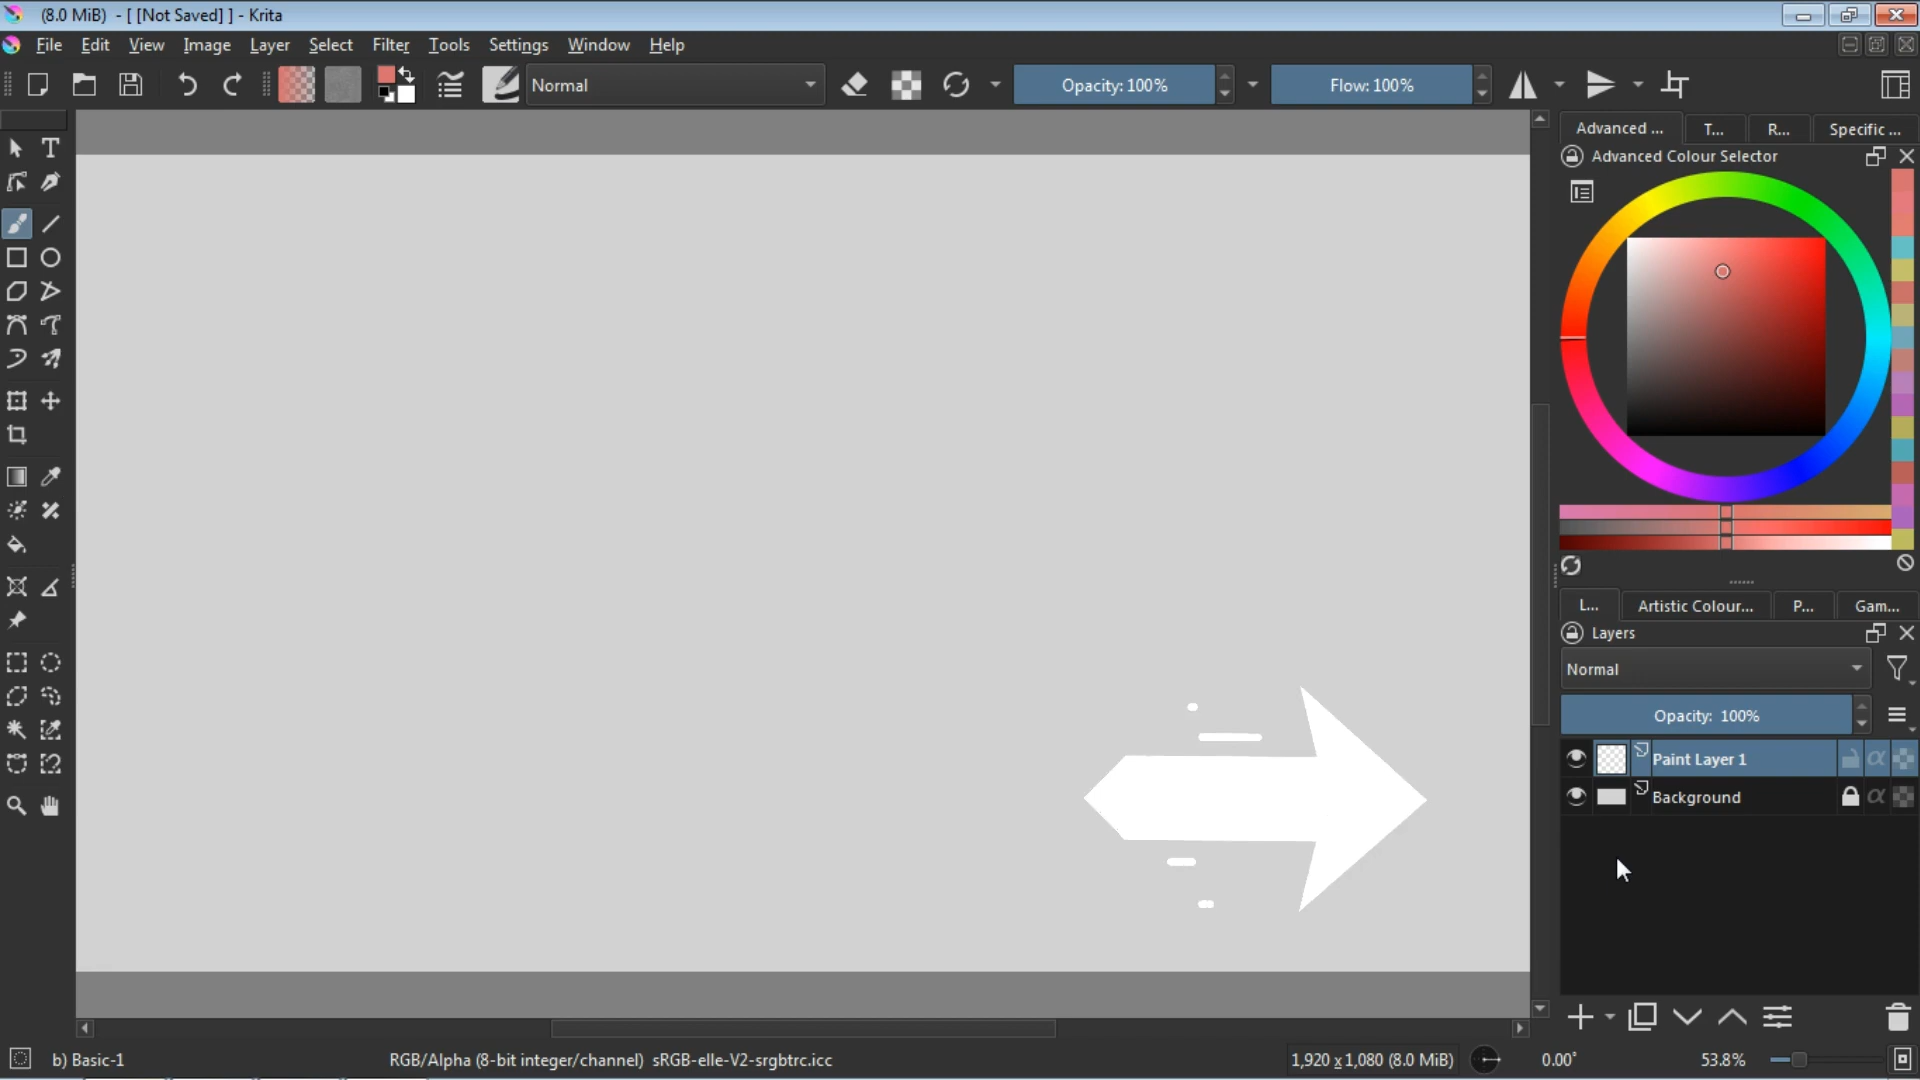 (8.0 MiB)  - [ [Not Saved] ] - Krita
File Edit View Image Layer Select Filter Tools Settings Window Help
Normal Opacity: 100% Flow: 100%
Advanced ... T... R... Specific ...
Advanced Colour Selector
L... Artistic Colour... P... Gam...
Layers
Normal
Opacity:  100%
Paint Layer 1
Background
b) Basic-1 RGB/Alpha (8-bit integer/channel)  sRGB-elle-V2-srgbtrc.icc 1,920 x 1,080 (8.0 MiB) 0.00° 53.8%